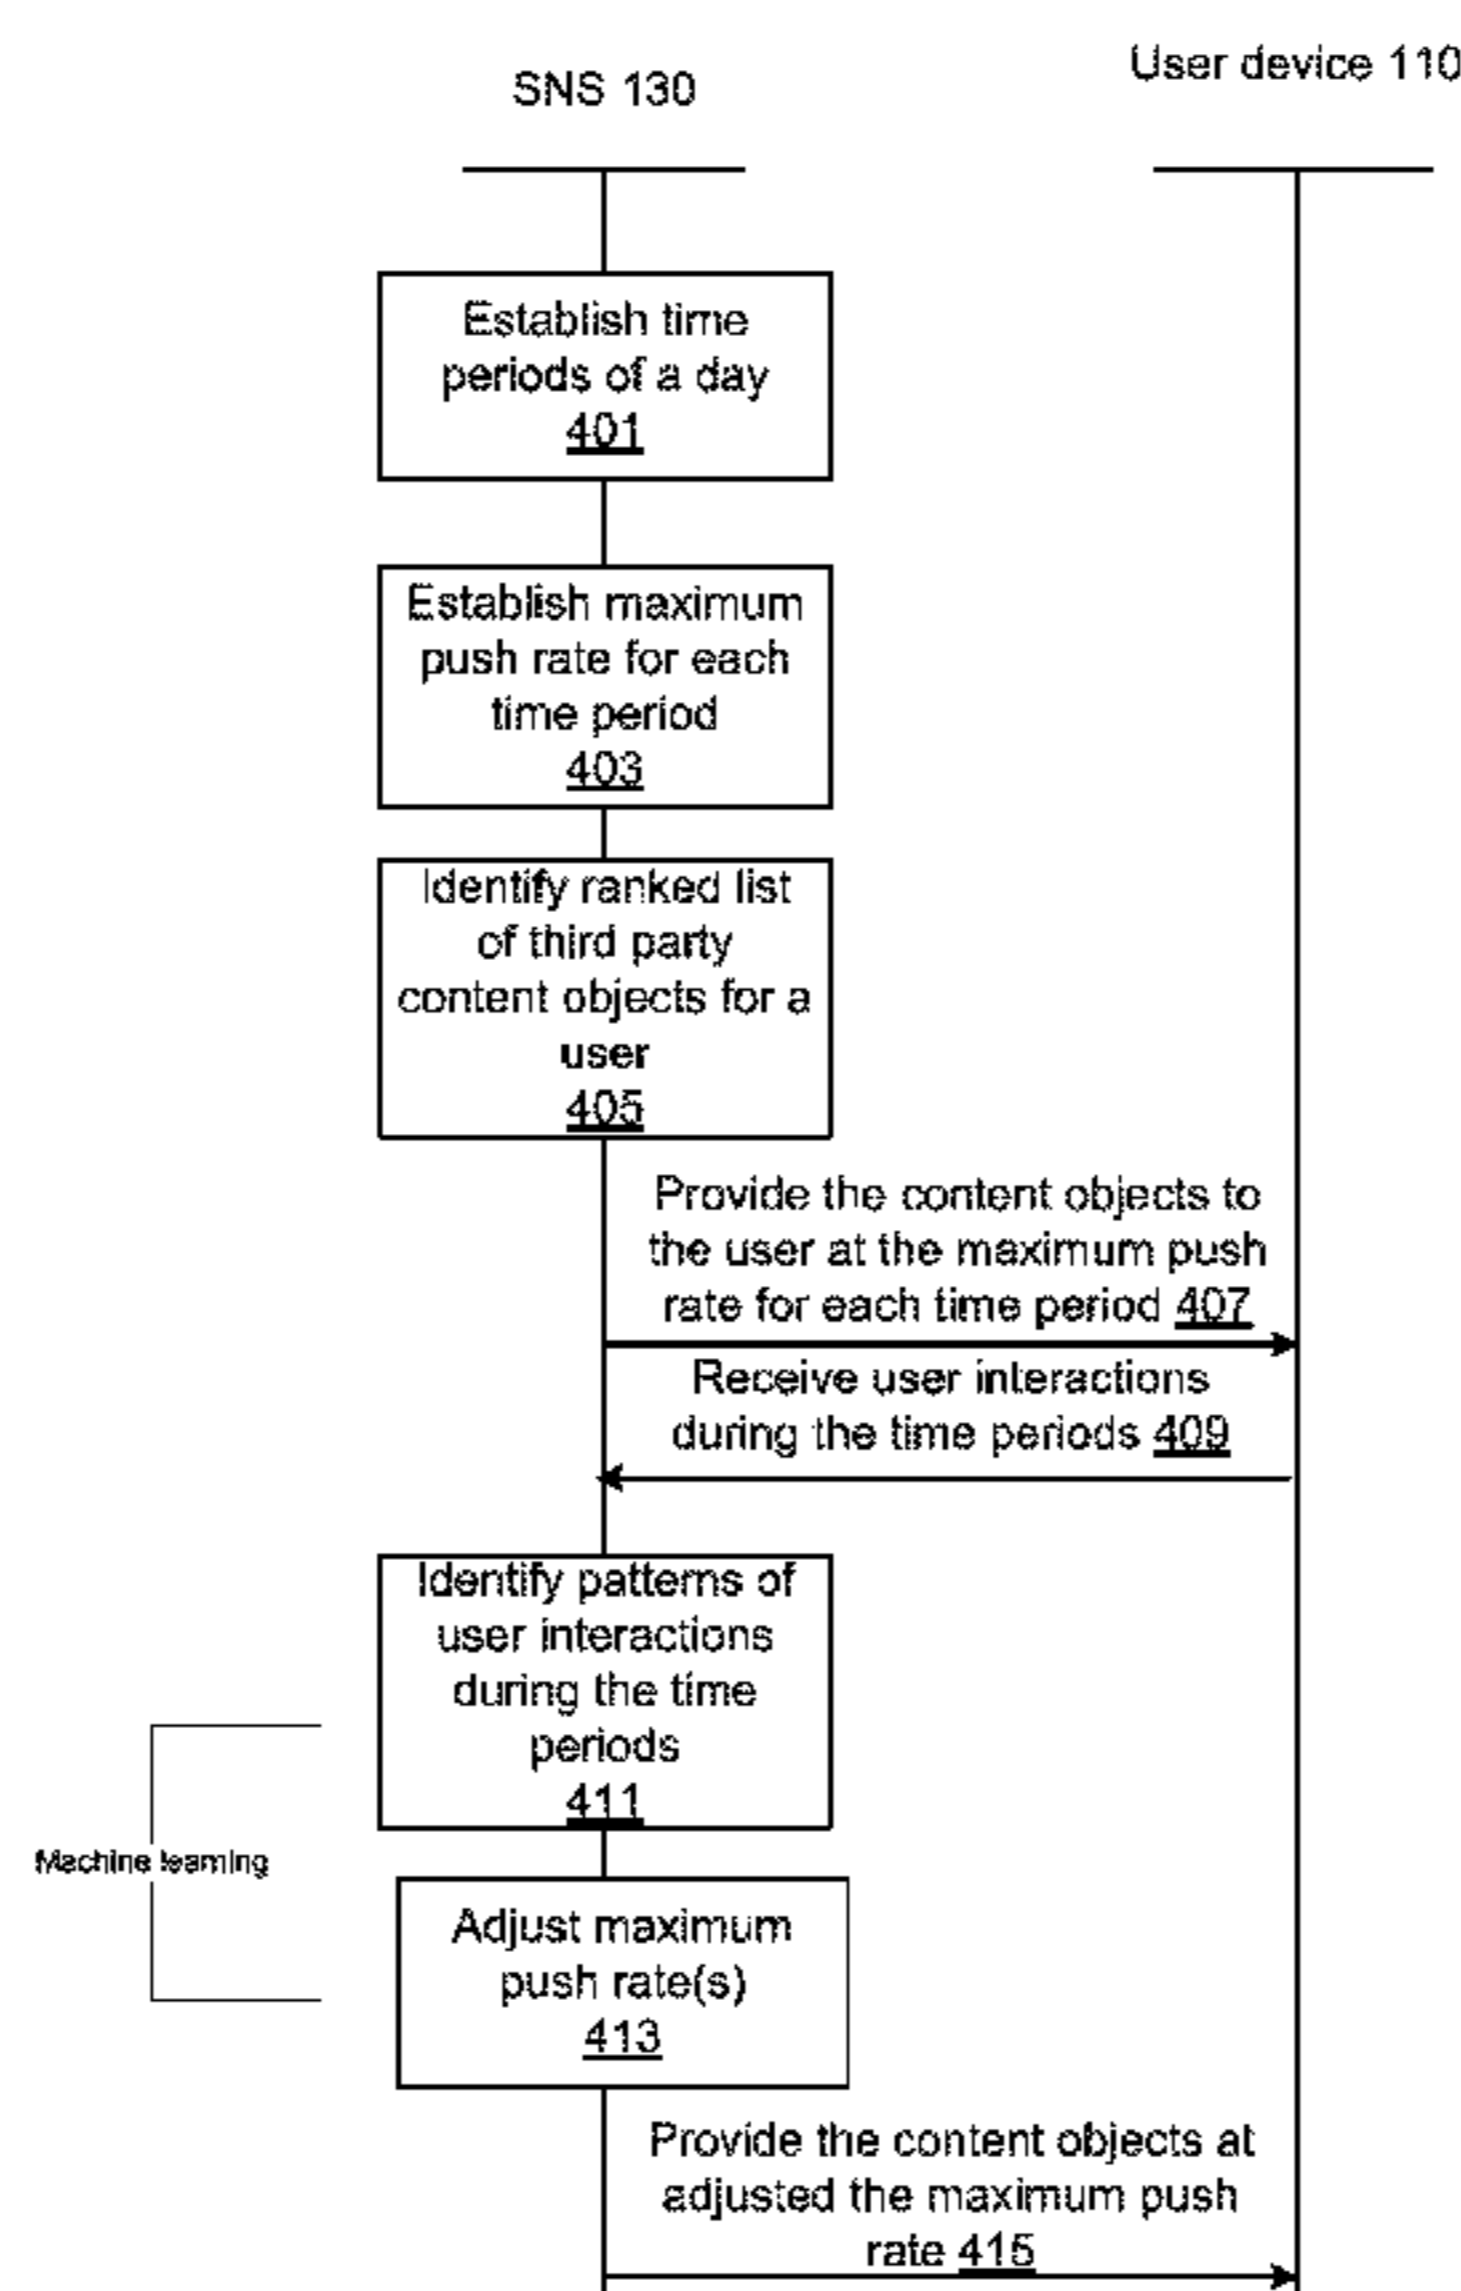 User device 110
SNS 130
Establish time
periods of a day
401
Establish maximum
push rate for each
time period
403
Identify ranked list
of third party
content objects for a
user
405
Provide the content objects to
the user at the maximum push
rate for each time period 407
Receive user interactions
during the time periods 409
Identify patterns of
user interactions
during the time
periods
411
Machine learning
Adjust maximum
push rate(s)
413
Provide the content objects at
adjusted the maximum push
rate 415